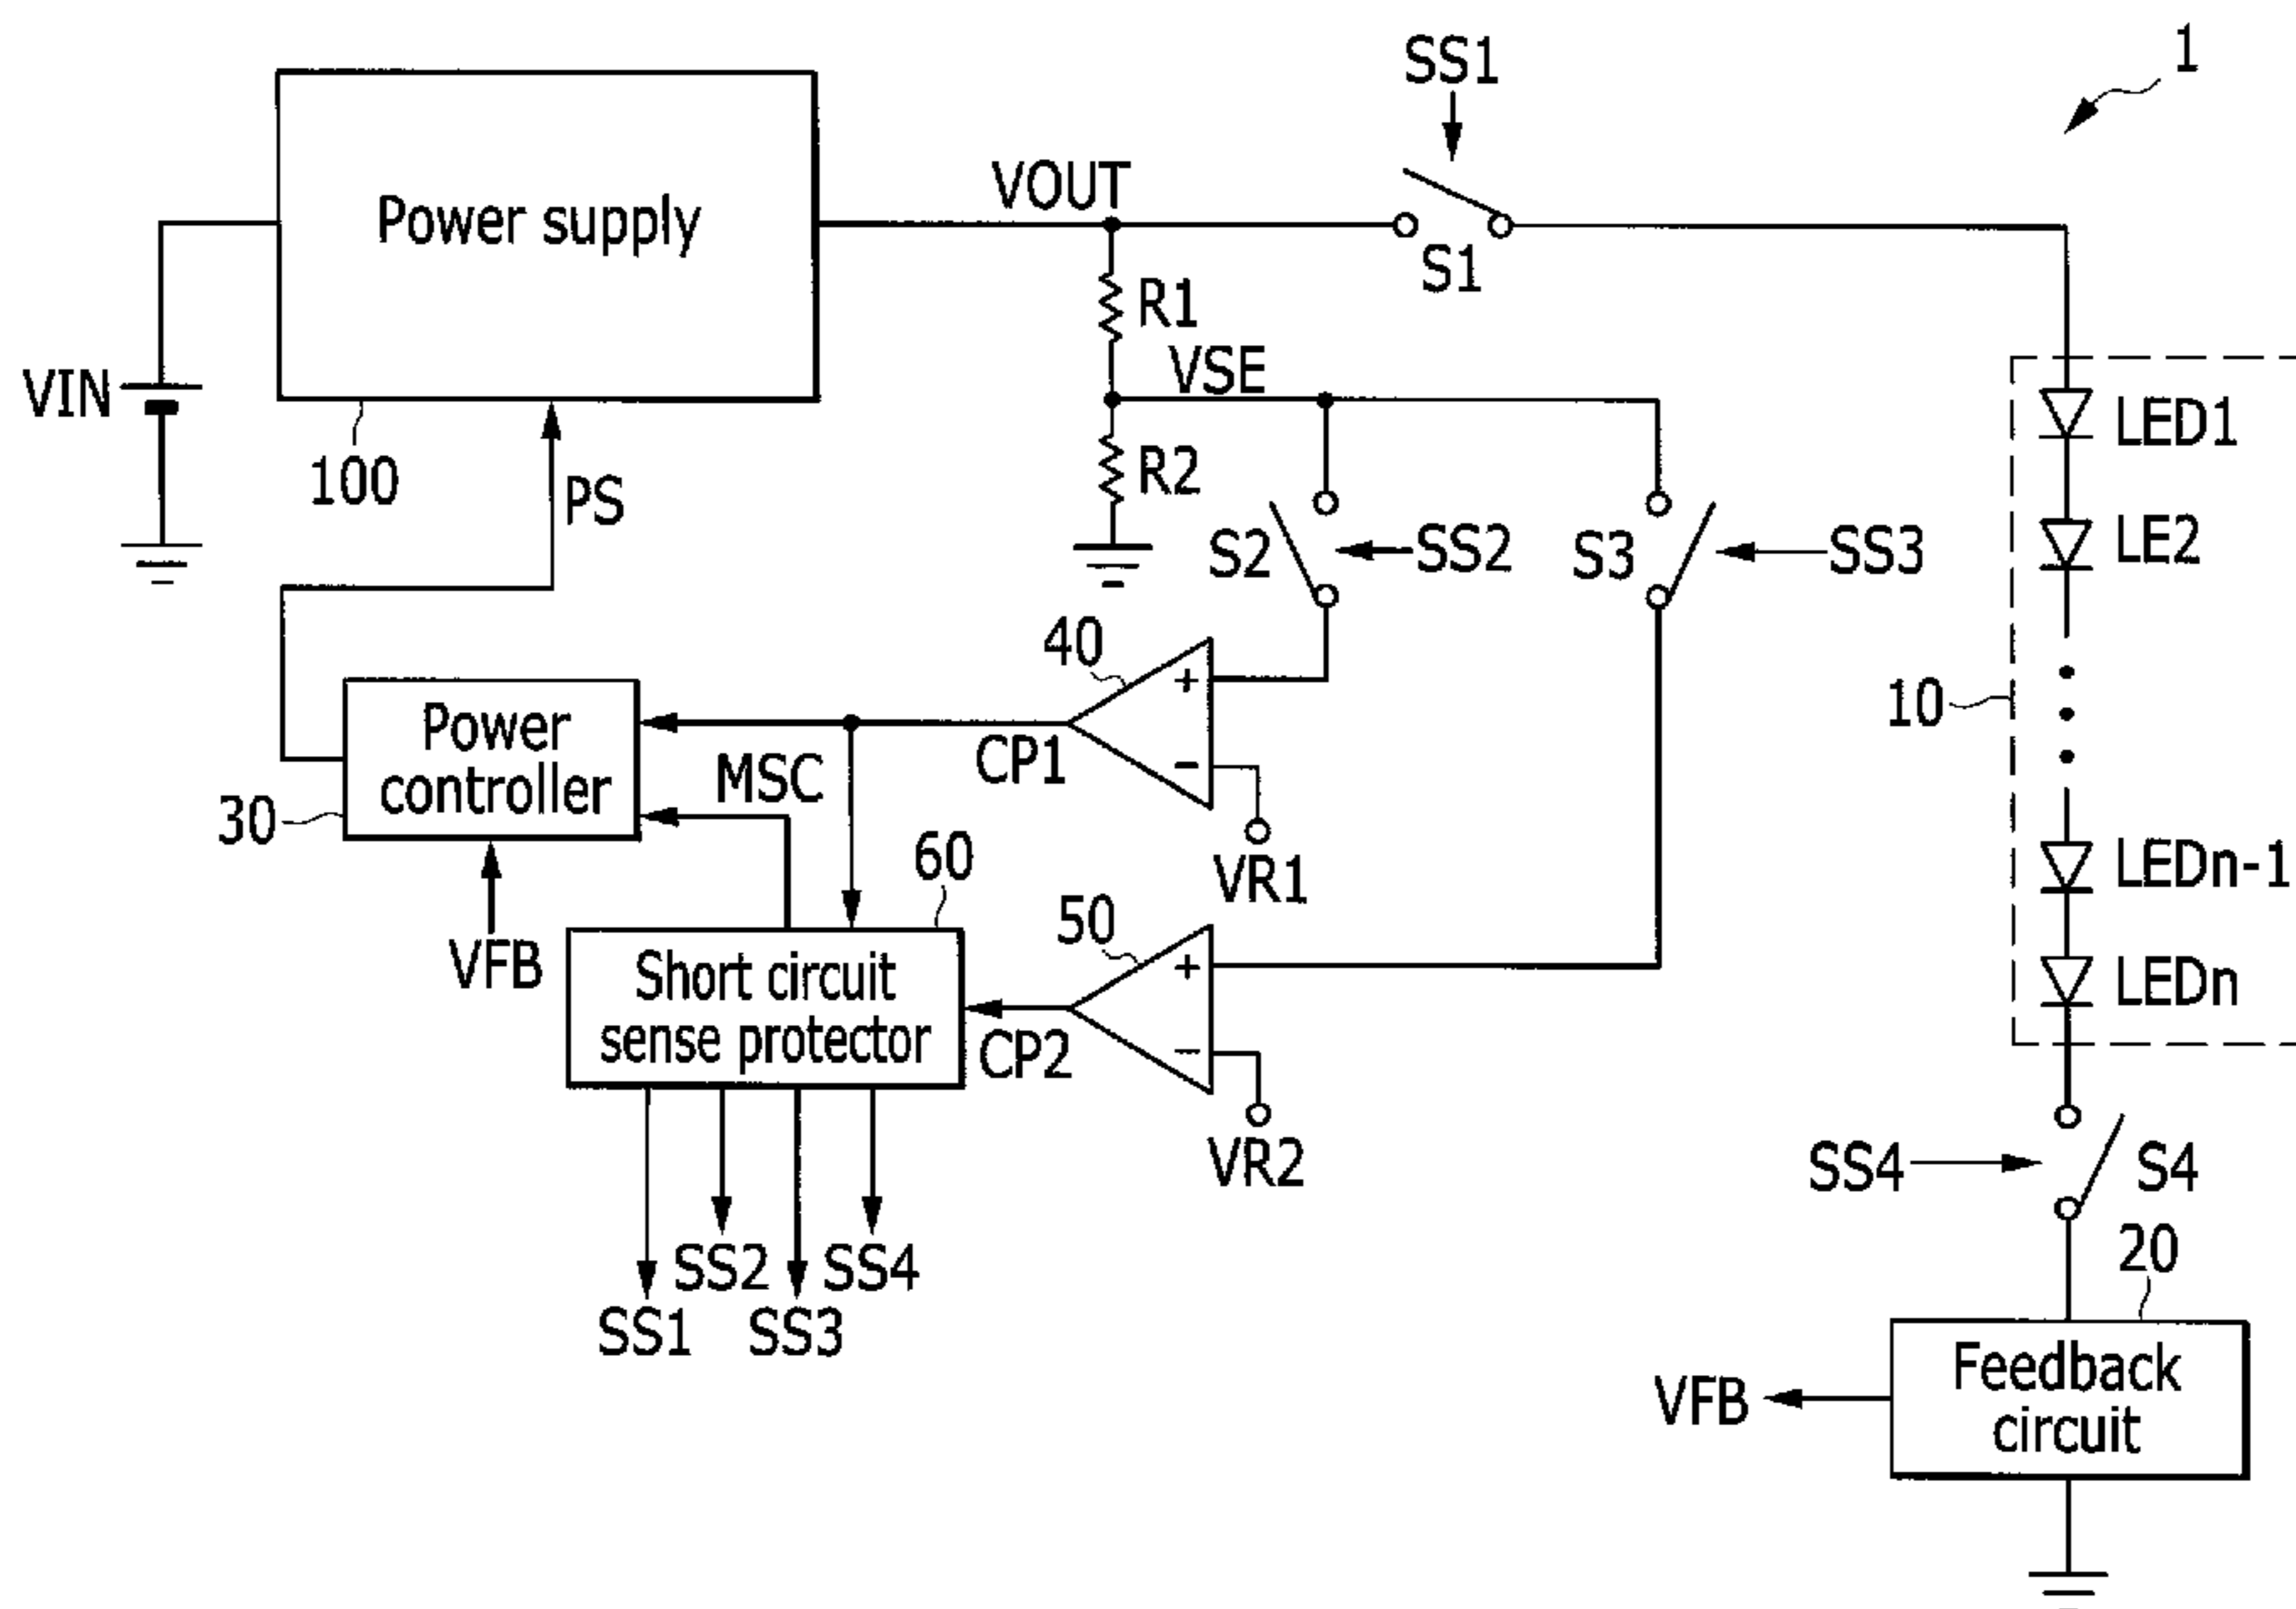 SS1
1
VOUT
Power supply
S1
R1
VSE
VIN
LED1
100
PS
R2
S2
SS2
S3
SS3
LE2
40
Power
controller
CP1
10
MSC
30
60
VR1
LEDn-1
VFB
50
Short circuit
sense protector
CP2
LEDn
VR2
SS4
S4
SS2
SS4
SS1
SS3
20
Feedback
circuit
VFB